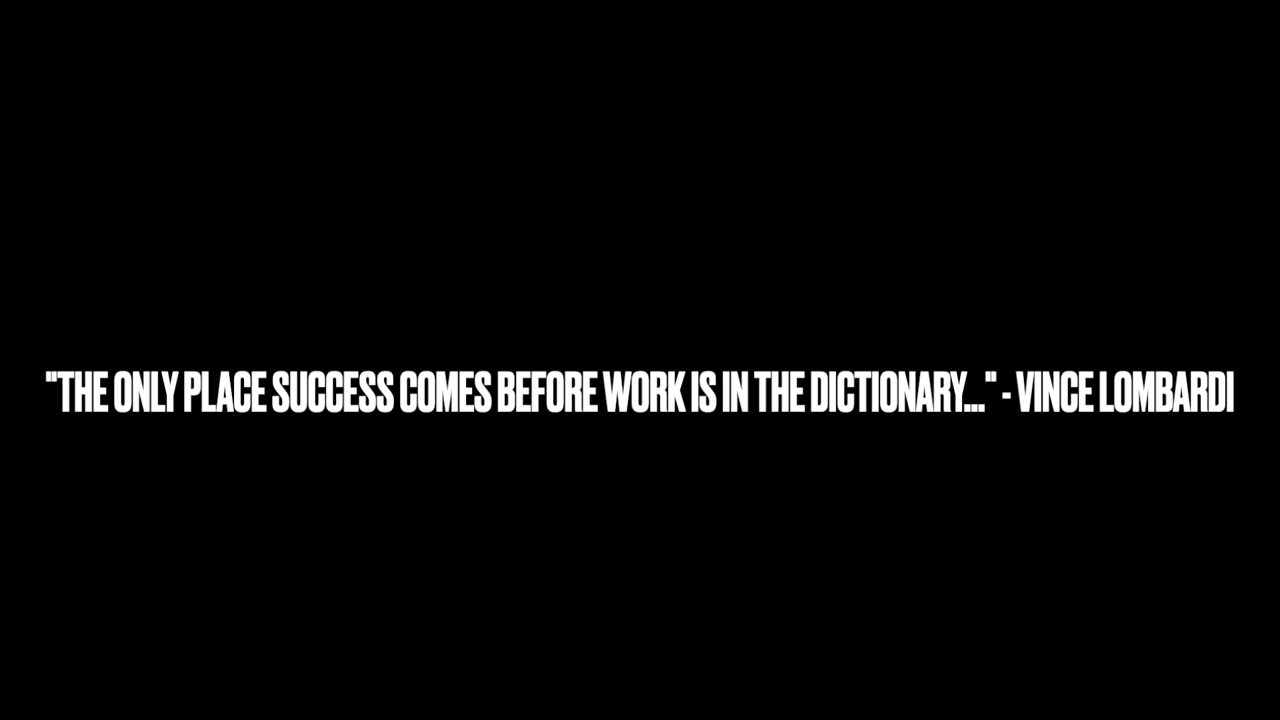 "THE ONLY PLACE SUCCESS COMES BEFORE WORK IS IN THE DICTIONARY..." - VINCE LOMBARDI